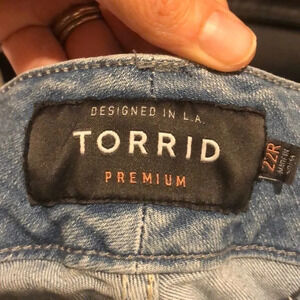 DESIGNED IN L.A.
TORRID
PREMIUM
22R